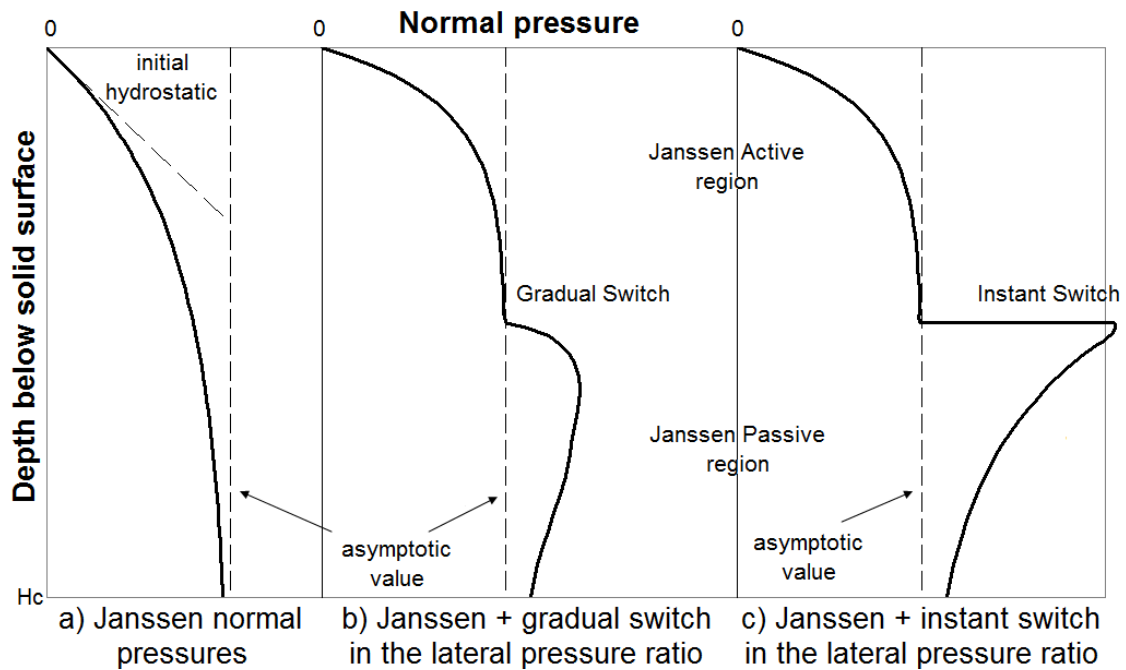 Normal pressure
0
0
0
initial
hydrostatic
Janssen Active
region
Gradual Switch
Instant Switch
Depth below solid surface
Janssen Passive
region
asymptotic
value
asymptotic
value
Hc
a) Janssen normal
pressures
b) Janssen + gradual switch
in the lateral pressure ratio
c) Janssen + instant switch
in the lateral pressure ratio